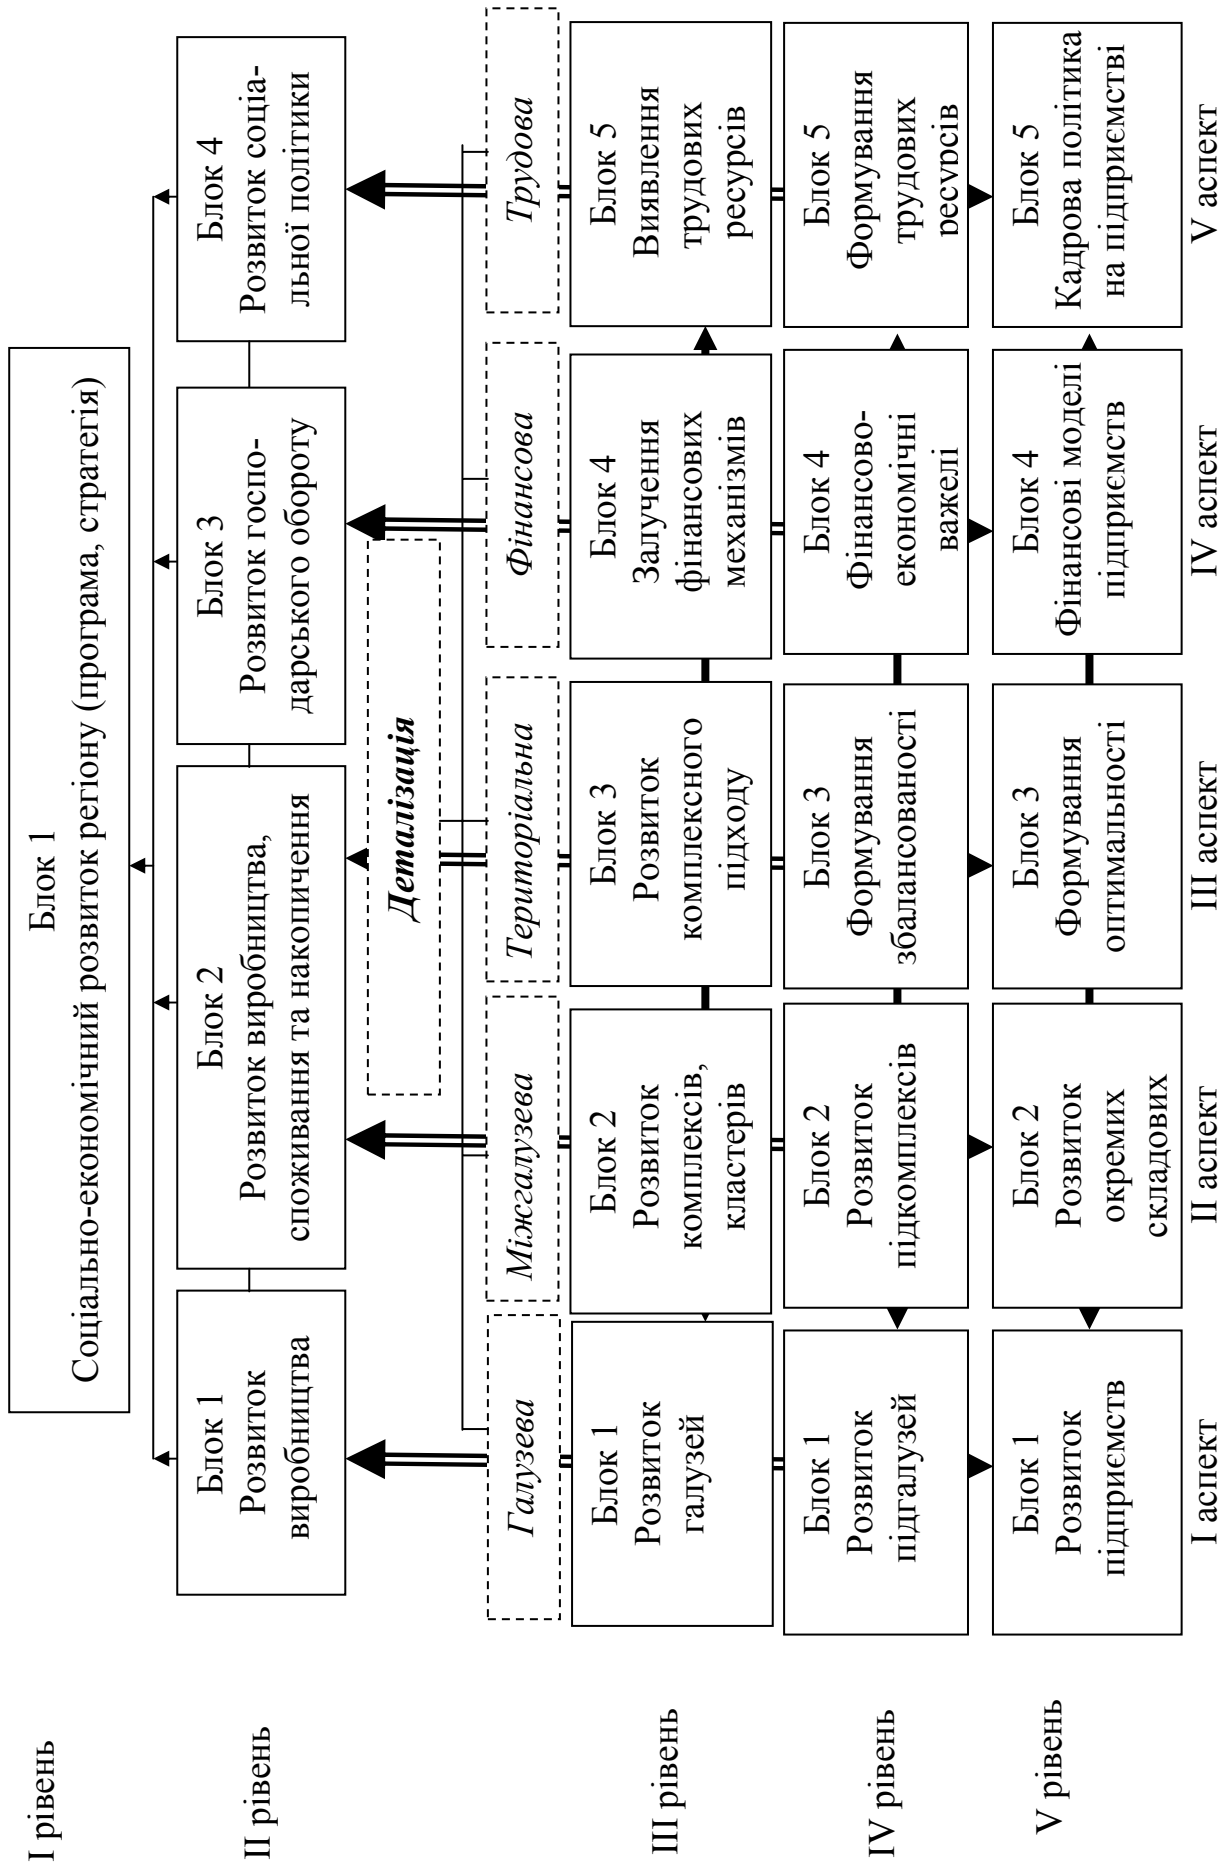 I рівень
Блок 1
Соціально-економічний розвиток регіону (програма, стратегія)
II рівень
Блок 1
Розвиток
виробництва
Блок 2
Розвиток виробництва,
споживання та накопичення
Блок 3
Розвиток госпо-
дарського обороту
Блок 4
Розвиток соціа-
льної політики
Деталізація
Галузева
Міжгалузева
Територіальна
Фінансова
Трудова
III рівень
Блок 1
Розвиток
галузей
Блок 2
Розвиток
комплексів,
кластерів
Блок 3
Розвиток
комплексного
підходу
Блок 4
Залучення
фінансових
механізмів
Блок 5
Виявлення
трудових
ресурсів
IV рівень
Блок 1
Розвиток
підгалузей
Блок 2
Розвиток
підкомплексів
Блок 3
Формування
збалансованості
Блок 4
Фінансово-
економічні
важелі
Блок 5
Формування
трудових
ресурсів
V рівень
Блок 1
Розвиток
підприємств
Блок 2
Розвиток
окремих
складових
Блок 3
Формування
оптимальності
Блок 4
Фінансові моделі
підприємств
Блок 5
Кадрова політика
на підприємстві
I аспект
II аспект
III аспект
IV аспект
V аспект